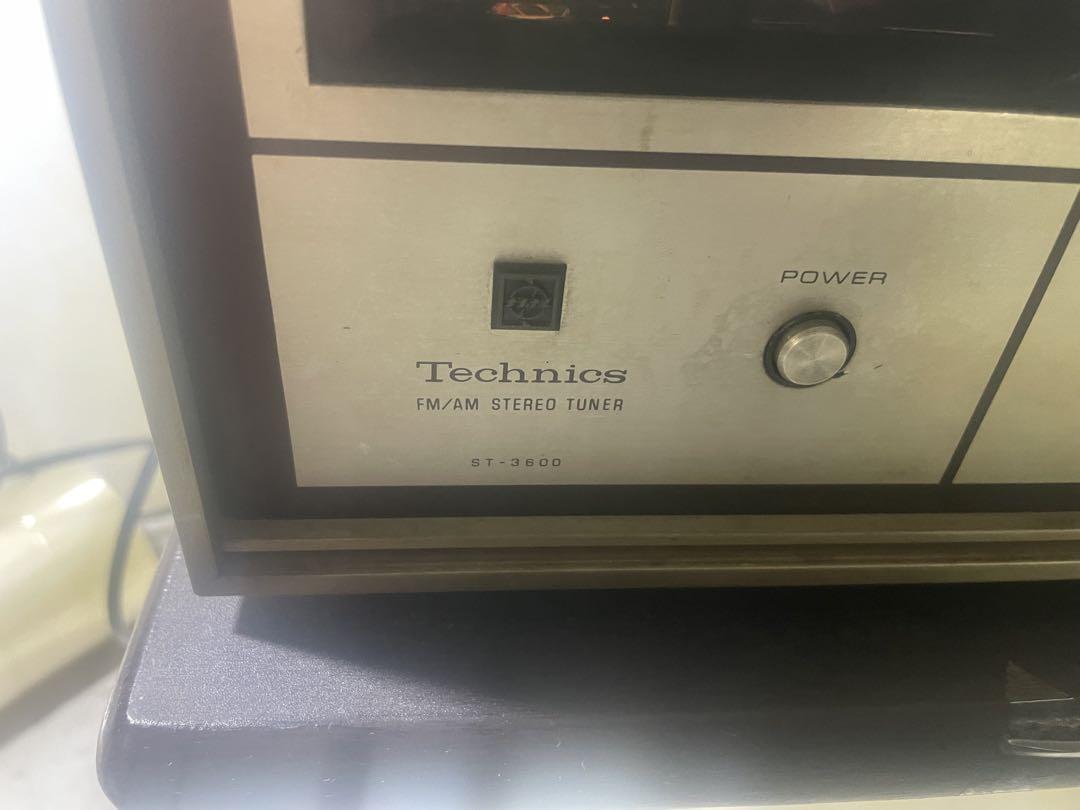 POWER
Technics
FM/AM STEREO TUNER
ST-3600